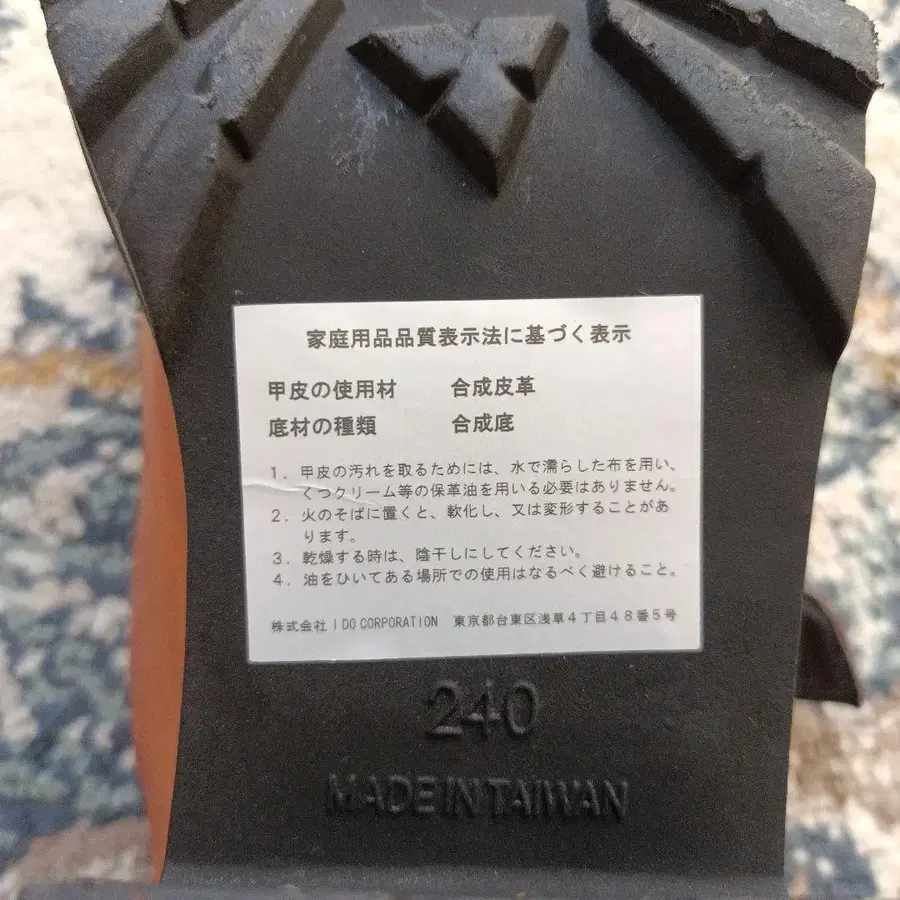 家庭用品品質表示法に基づく表示
甲皮の使用材 合成皮革
底材の種類 合成底
1. 甲皮の汚れを取るためには、水で濡らした布を用い、
くつクリーム等の保革油を用いる必要はありません。
2. 火のそばに置くと、軟化し、又は変形することがあ
ります。
3. 乾燥する時は、陰干しにしてください。
4. 油をひいてある場所での使用はなるべく避けること。
株式会社 I DO CORPORATION 東京都台東区浅草4丁目48番5号
240
MADE IN TAIWAN